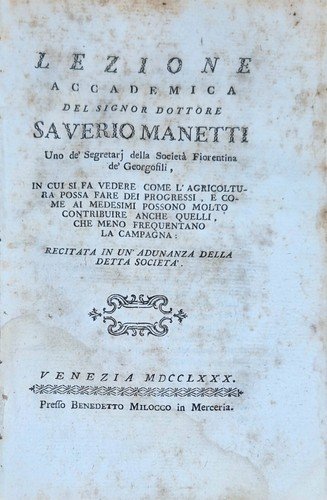 LEZIONE
ACCADEMICA
DEL SIGNOR DOTTORE
SAVERIO MANETTI
Uno de' Segretarj della Società Fiorentina
de' Georgofili,
IN CUI SI FA VEDERE COME L'AGRICOLTU-
RA POSSA FARE DEI PROGRESSI, E CO-
ME AI MEDESIMI POSSONO MOLTO
CONTRIBUIRE ANCHE QUELLI,
CHE MENO FREQUENTANO
LA CAMPAGNA:
RECITATA IN UN' ADUNANZA DELLA
DETTA SOCIETA'.
VENEZIA MDCCLXXX.
Presso BENEDETTO MILOCCO in Merceria.